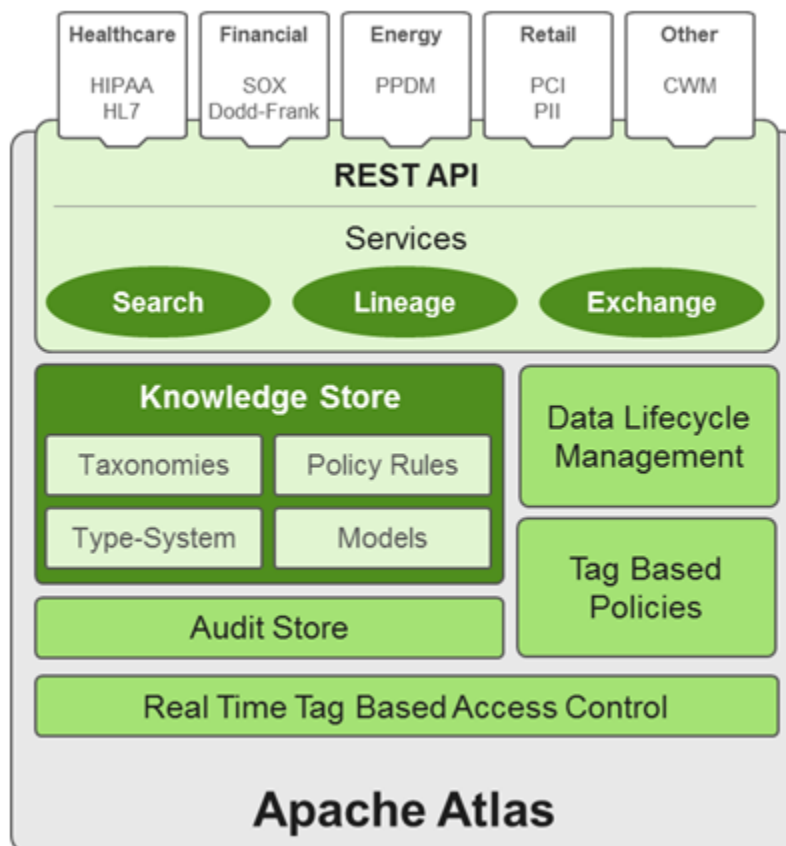 Healthcare
HIPAA
HL7
Financial
SOX
Dodd-Frank
Energy
PPDM
Retail
PCI
PII
Other
CWM
REST API
Services
Search
Lineage
Exchange
Knowledge Store
Taxonomies
Policy Rules
Type-System
Models
Audit Store
Data Lifecycle
Management
Tag Based
Policies
Real Time Tag Based Access Control
Apache Atlas